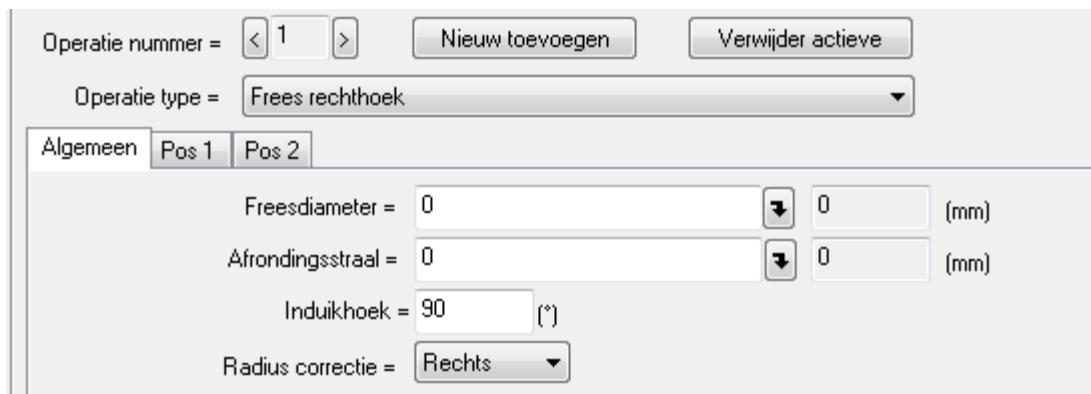 Operatie nummer = < 1 > Nieuw toevoegen Verwijder actieve
Operatie type = Frees rechthoek
Algemeen Pos 1 Pos 2
Freesdiameter = 0 0 (mm)
Afrondingsstraal = 0 0 (mm)
Induikhoek = 90 (°)
Radius correctie = Rechts